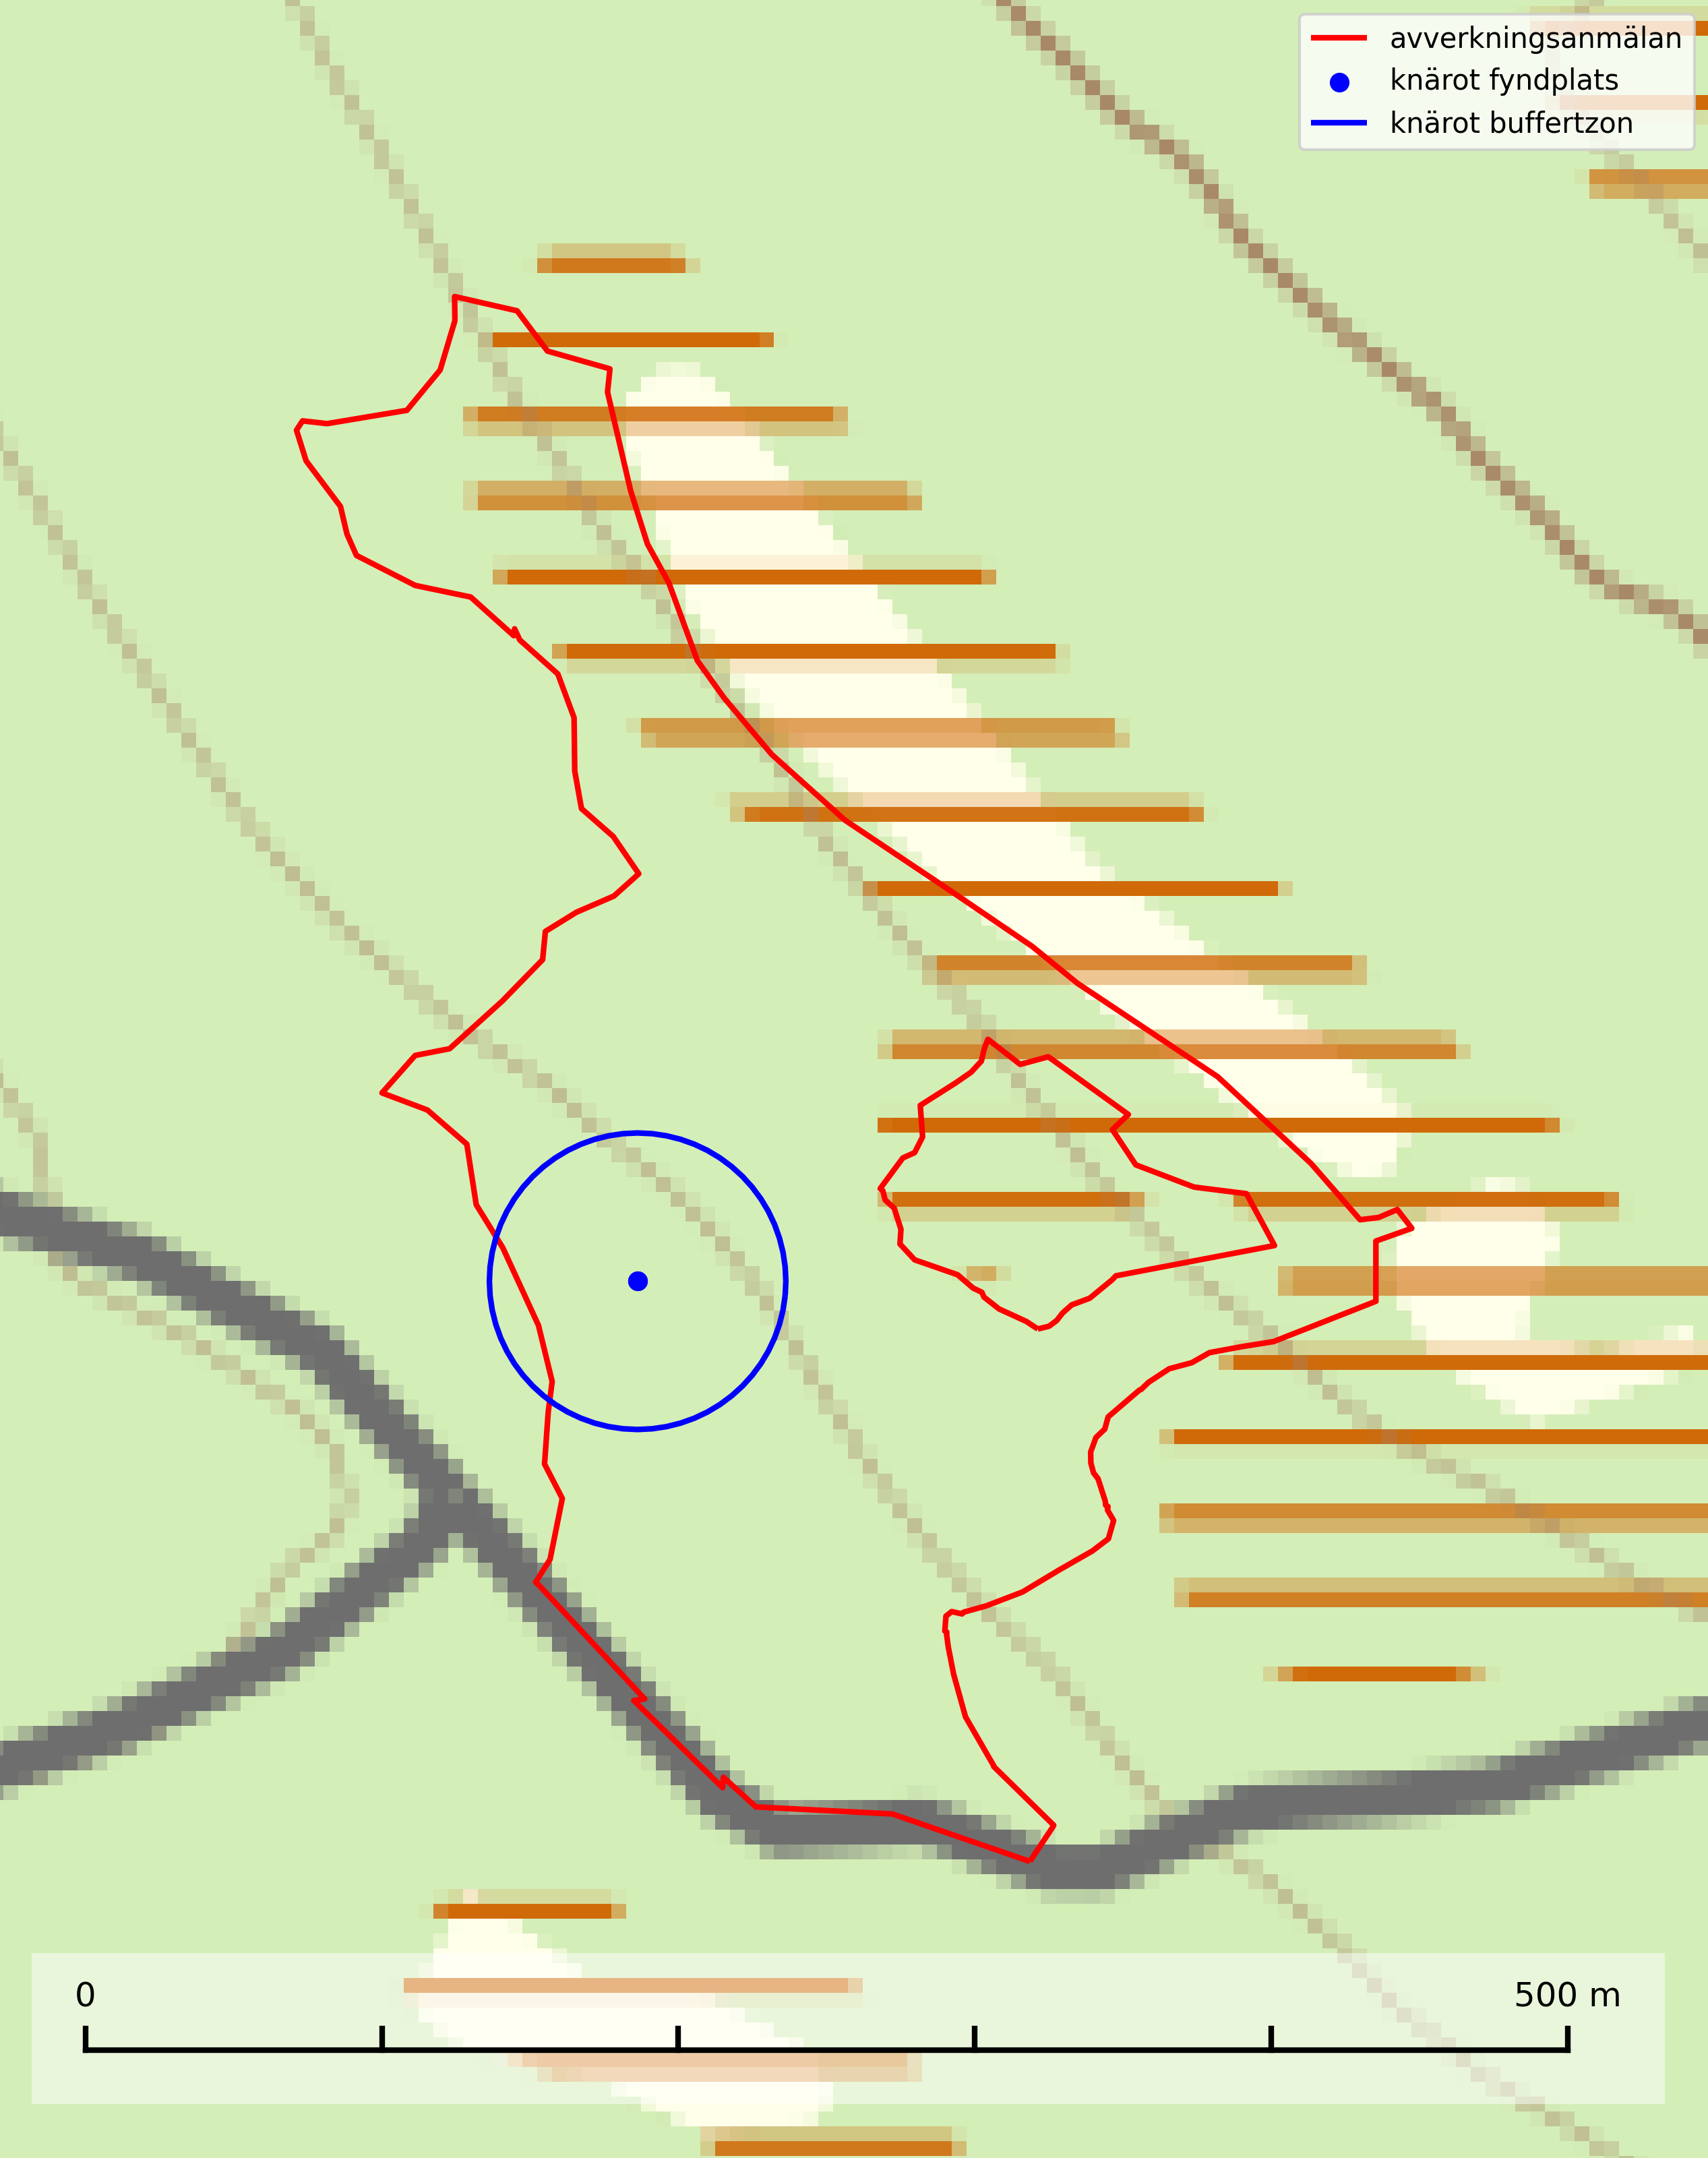 avverkningsanmälan
knärot fyndplats
knärot buffertzon
0
500 m